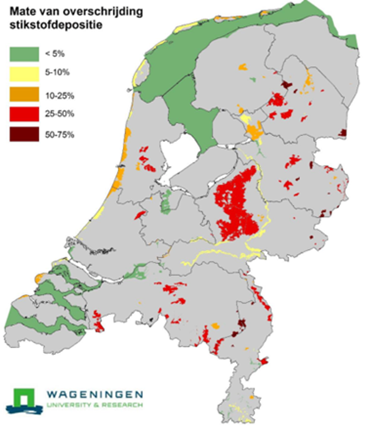 Mate van overschrijding
stikstofdepositie
< 5%
5-10%
10-25%
25-50%
50-75%
WAGENINGEN
UNIVERSITY & RESEARCH